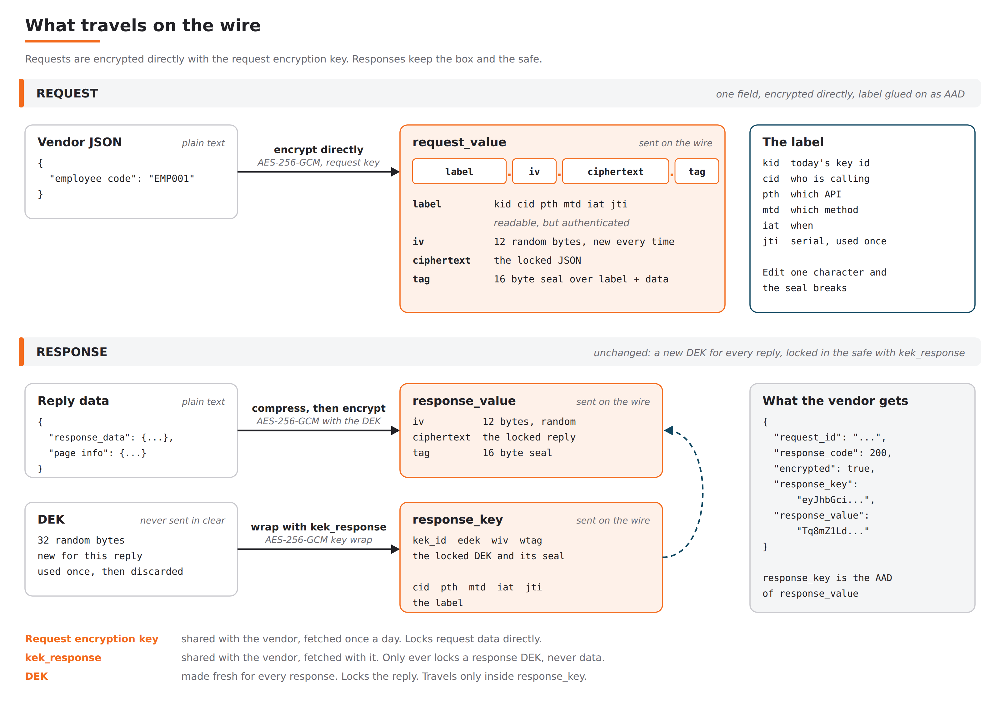 What travels on the wire
Requests are encrypted directly with the request encryption key. Responses keep the box and the safe.
REQUEST
one field, encrypted directly, label glued on as AAD
Vendor JSON
plain text
{
"employee_code": "EMP001"
}
encrypt directly
AES-256-GCM, request key
request_value
sent on the wire
label . iv . ciphertext . tag
label kid cid pth mtd iat jti
readable, but authenticated
iv 12 random bytes, new every time
ciphertext the locked JSON
tag 16 byte seal over label + data
The label
kid today's key id
cid who is calling
pth which API
mtd which method
iat when
jti serial, used once
Edit one character and
the seal breaks
RESPONSE
unchanged: a new DEK for every reply, locked in the safe with kek_response
Reply data
plain text
{
"response_data": {...},
"page_info": {...}
}
compress, then encrypt
AES-256-GCM with the DEK
response_value
sent on the wire
iv 12 bytes, random
ciphertext the locked reply
tag 16 byte seal
DEK
never sent in clear
32 random bytes
new for this reply
used once, then discarded
wrap with kek_response
AES-256-GCM key wrap
response_key
sent on the wire
kek_id edek wiv wtag
the locked DEK and its seal
cid pth mtd iat jti
the label
What the vendor gets
{
"request_id": "...",
"response_code": 200,
"encrypted": true,
"response_key":
"eyJhbGci...",
"response_value":
"Tq8mZ1Ld..."
}
response_key is the AAD
of response_value
Request encryption key shared with the vendor, fetched once a day. Locks request data directly.
kek_response shared with the vendor, fetched with it. Only ever locks a response DEK, never data.
DEK made fresh for every response. Locks the reply. Travels only inside response_key.